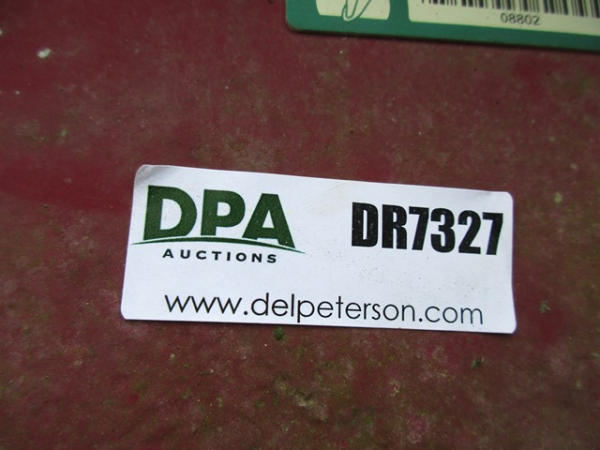 08802
DPA
AUCTIONS
DR7327
www.delpeterson.com